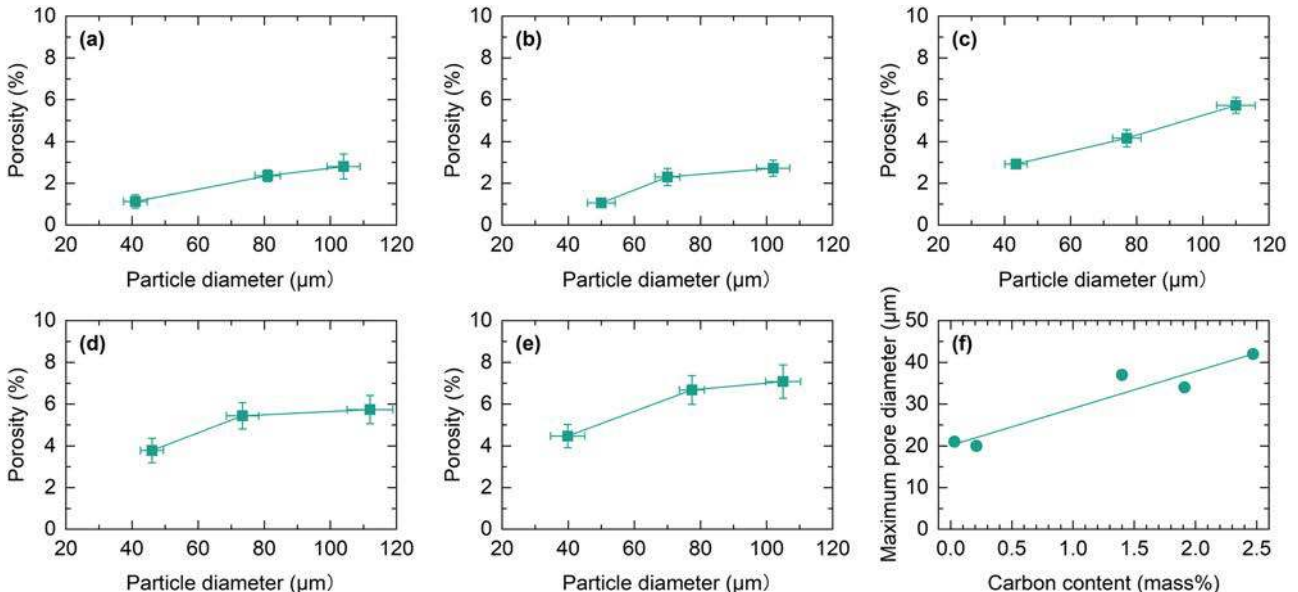 (a)
Porosity (%)
10
8
6
4
2
0
20 40 60 80 100 120
Particle diameter (μm)
(b)
Porosity (%)
10
8
6
4
2
0
20 40 60 80 100 120
Particle diameter (μm)
(c)
Porosity (%)
10
8
6
4
2
0
20 40 60 80 100 120
Particle diameter (μm)
(d)
Porosity (%)
10
8
6
4
2
0
20 40 60 80 100 120
Particle diameter (μm)
(e)
Porosity (%)
10
8
6
4
2
0
20 40 60 80 100 120
Particle diameter (μm)
(f)
Maximum pore diameter (μm)
50
40
30
20
10
0
0.0 0.5 1.0 1.5 2.0 2.5
Carbon content (mass%)